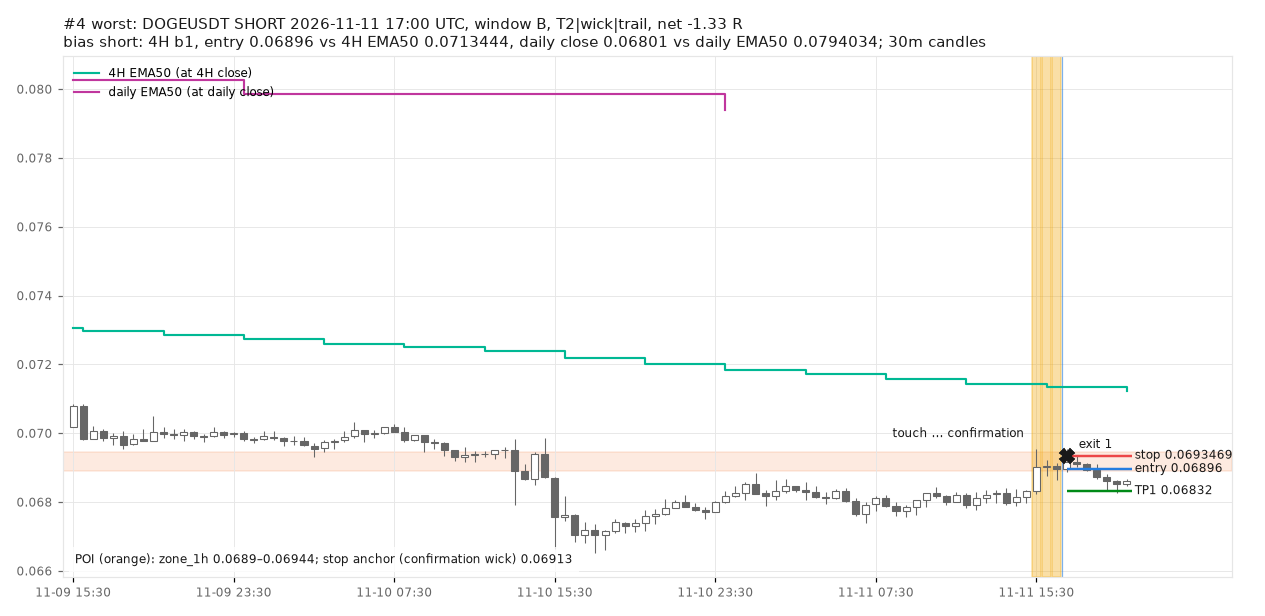 #4 worst: DOGEUSDT SHORT 2026-11-11 17:00 UTC, window B, T2|wick|trail, net -1.33 R
bias short: 4H b1, entry 0.06896 vs 4H EMA50 0.0713444, daily close 0.06801 vs daily EMA50 0.0794034; 30m candles
4H EMA50 (at 4H close)
daily EMA50 (at daily close)
0.080
0.078
0.076
0.074
0.072
0.070
0.068
0.066
touch ... confirmation
exit 1
stop 0.0693469
entry 0.06896
TP1 0.06832
POI (orange): zone_1h 0.0689–0.06944; stop anchor (confirmation wick) 0.06913
11-09 15:30
11-09 23:30
11-10 07:30
11-10 15:30
11-10 23:30
11-11 07:30
11-11 15:30